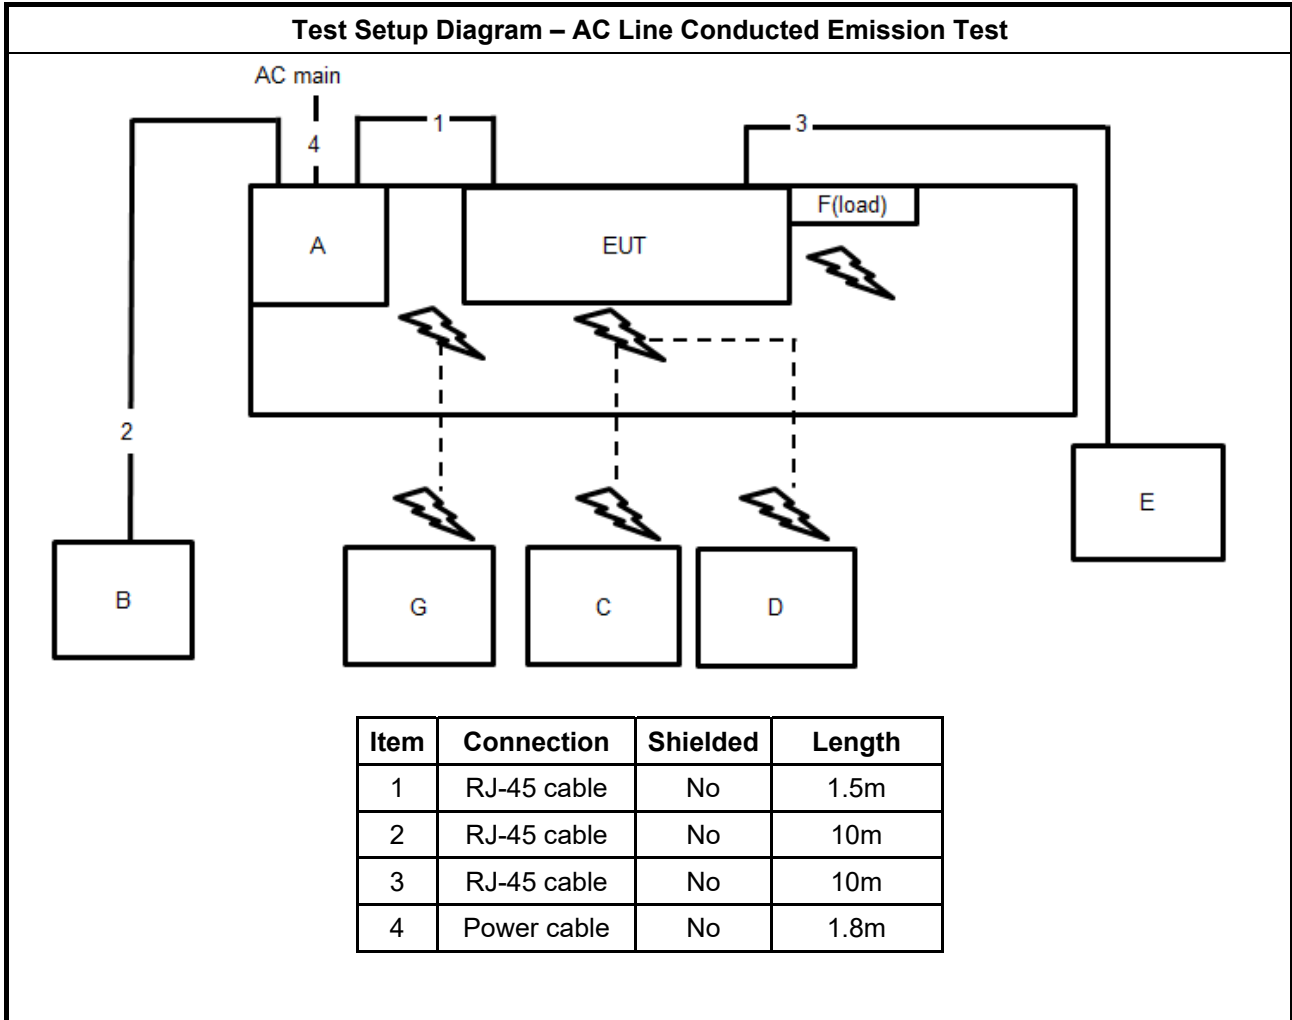 Test Setup Diagram – AC Line Conducted Emission Test
AC main
4
1
3
A
EUT
F(load)
2
B
G
C
D
E
Item Connection Shielded Length
1 RJ-45 cable No 1.5m
2 RJ-45 cable No 10m
3 RJ-45 cable No 10m
4 Power cable No 1.8m